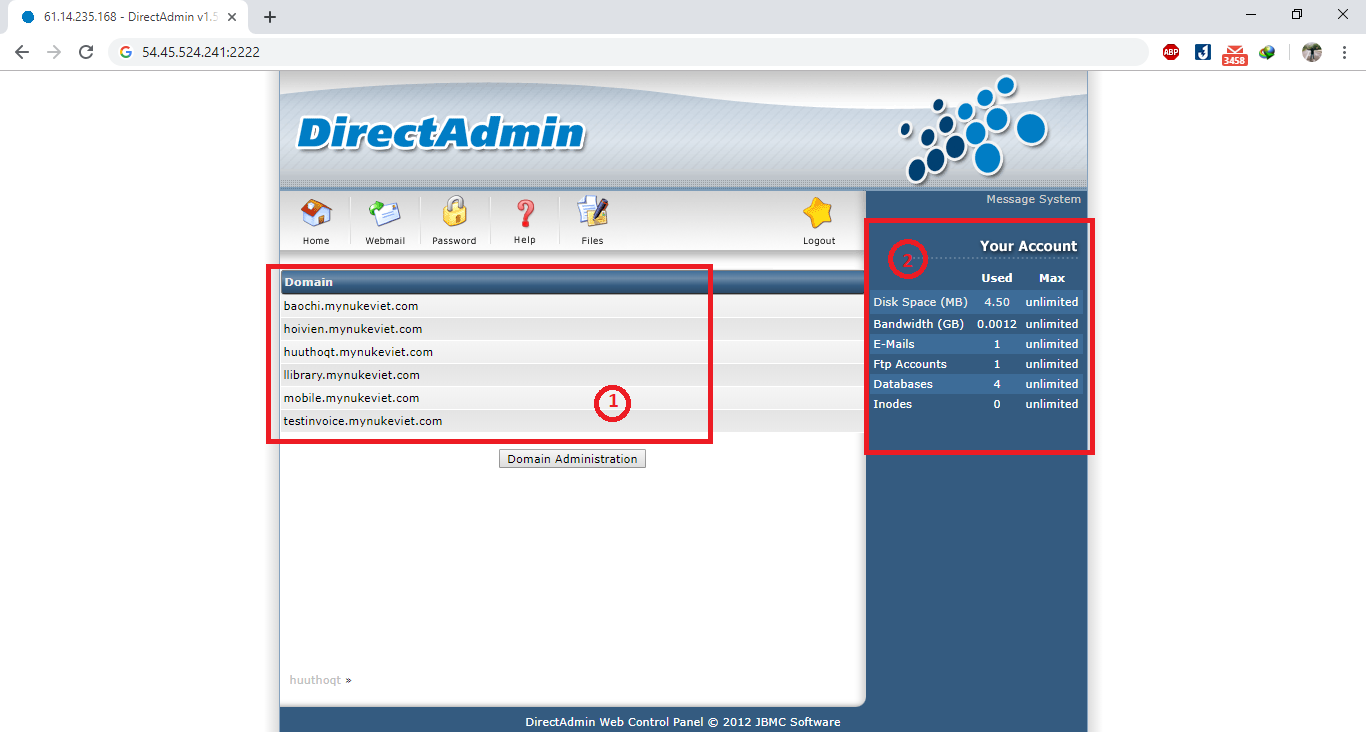 61.14.235.168 - DirectAdmin v1.5
54.45.524.241:2222
ABP
3458
DirectAdmin
Message System
Home
Webmail
Password
Help
Files
Logout
Domain
baochi.mynukeviet.com
hoivien.mynukeviet.com
huuthoqt.mynukeviet.com
llibrary.mynukeviet.com
mobile.mynukeviet.com
testinvoice.mynukeviet.com
1
Domain Administration
2
Your Account
Used Max
Disk Space (MB) 4.50 unlimited
Bandwidth (GB) 0.0012 unlimited
E-Mails 1 unlimited
Ftp Accounts 1 unlimited
Databases 4 unlimited
Inodes 0 unlimited
huuthoqt »
DirectAdmin Web Control Panel © 2012 JBMC Software